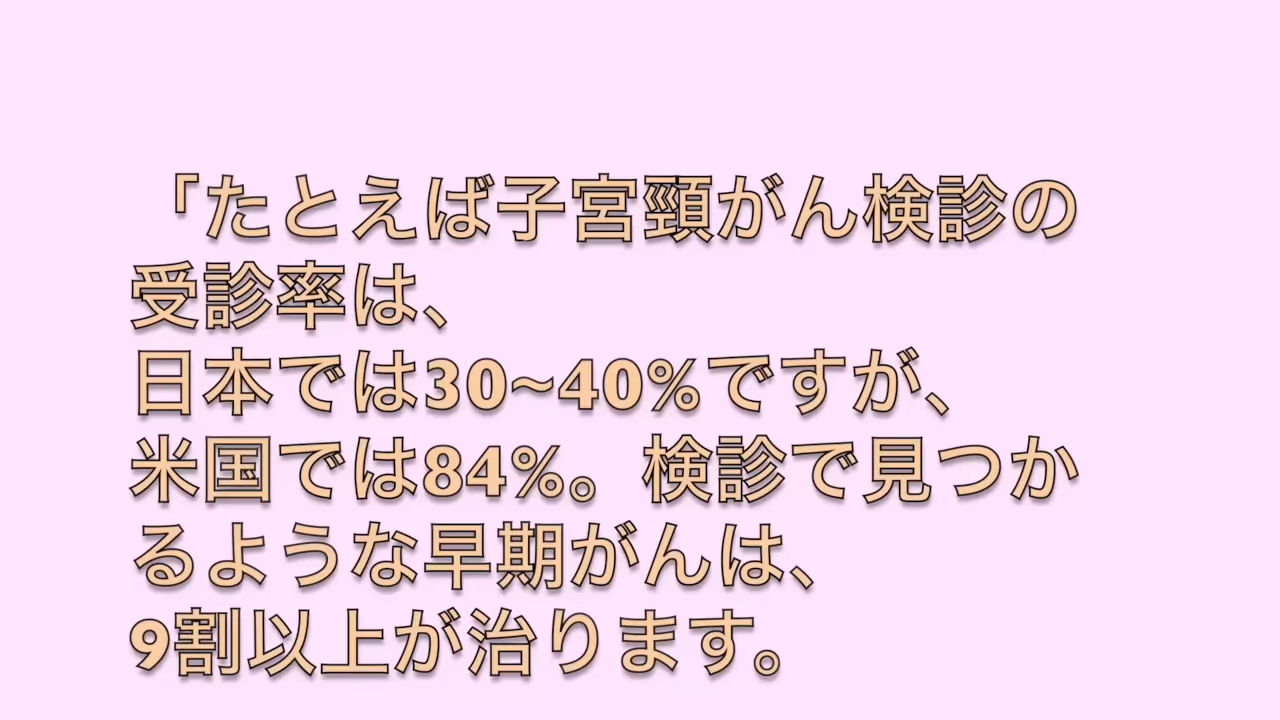 「たとえば子宮頸がん検診の
受診率は、
日本では30~40%ですが、
米国では84%。検診で見つか
るような早期がんは、
9割以上が治ります。